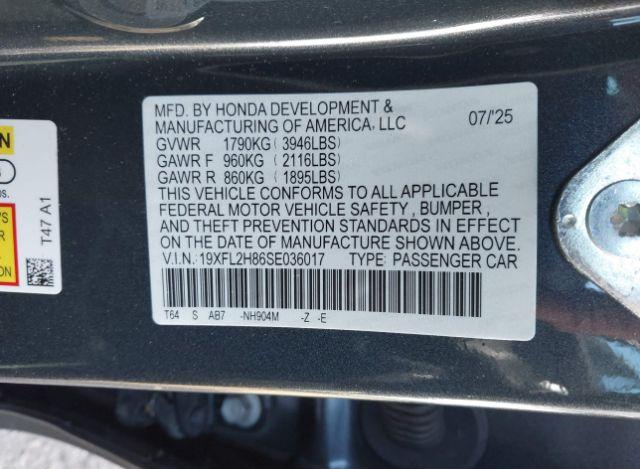 MFD. BY HONDA DEVELOPMENT &
MANUFACTURING OF AMERICA, LLC 07/'25
GVWR 1790KG ( 3946LBS)
GAWR F 960KG ( 2116LBS)
GAWR R 860KG ( 1895LBS)
THIS VEHICLE CONFORMS TO ALL APPLICABLE
FEDERAL MOTOR VEHICLE SAFETY , BUMPER ,
AND THEFT PREVENTION STANDARDS IN EFFECT
ON THE DATE OF MANUFACTURE SHOWN ABOVE.
V.I.N. : 19XFL2H86SE036017 TYPE: PASSENGER CAR
T64 S AB7 -NH904M -Z -E
T47 A1